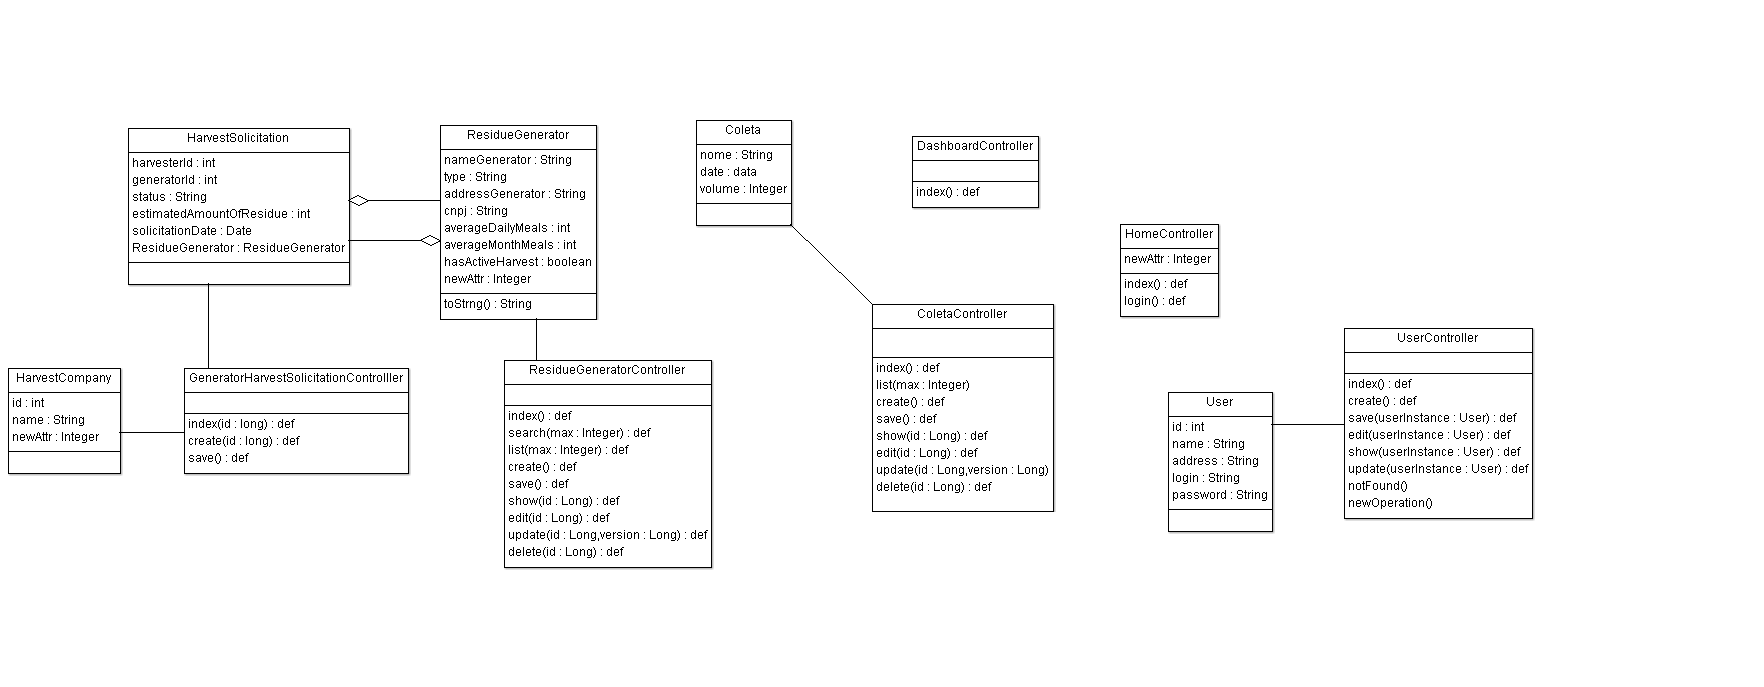 HarvestSolicitation
harvesterId : int
generatorId : int
status : String
estimatedAmountOfResidue : int
solicitationDate : Date
ResidueGenerator : ResidueGenerator
ResidueGenerator
nameGenerator : String
type : String
addressGenerator : String
cnpj : String
averageDailyMeals : int
averageMonthMeals : int
hasActiveHarvest : boolean
newAttr : Integer
toStrng() : String
Coleta
nome : String
date : data
volume : Integer
DashboardController
index() : def
HomeController
newAttr : Integer
index() : def
login() : def
HarvestCompany
id : int
name : String
newAttr : Integer
GeneratorHarvestSolicitationControlller
index(id : long) : def
create(id : long) : def
save() : def
ResidueGeneratorController
index() : def
search(max : Integer) : def
list(max : Integer) : def
create() : def
save() : def
show(id : Long) : def
edit(id : Long) : def
update(id : Long,version : Long) : def
delete(id : Long) : def
ColetaController
index() : def
list(max : Integer)
create() : def
save() : def
show(id : Long) : def
edit(id : Long) : def
update(id : Long,version : Long)
delete(id : Long) : def
User
id : int
name : String
address : String
login : String
password : String
UserController
index() : def
create() : def
save(userInstance : User) : def
edit(userInstance : User) : def
show(userInstance : User) : def
update(userInstance : User) : def
notFound()
newOperation()